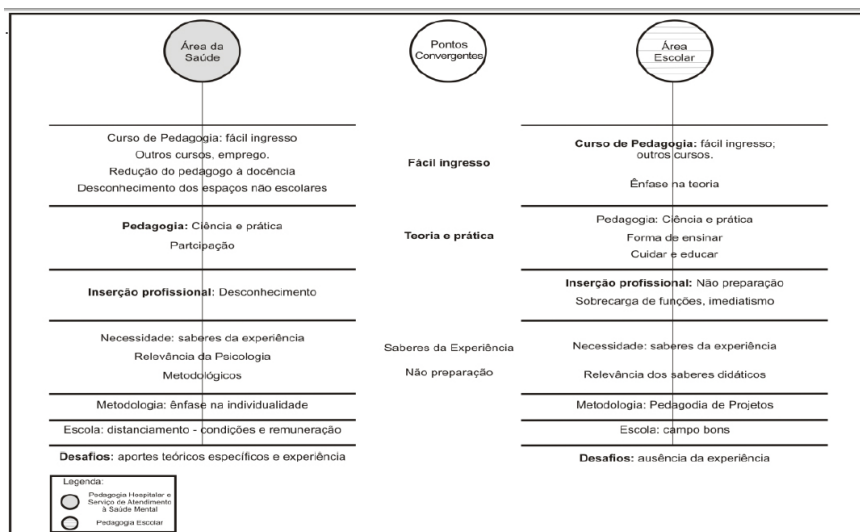 Área da
Saúde
Pontos
Convergentes
Área
Escolar
Curso de Pedagogia: fácil ingresso
Outros cursos, emprego.
Redução do pedagogo à docência
Desconhecimento dos espaços não escolares
Fácil ingresso
Curso de Pedagogia: fácil ingresso;
outros cursos.
Ênfase na teoria
Pedagogia: Ciência e prática
Partcipação
Teoria e prática
Pedagogia: Ciência e prática
Forma de ensinar
Cuidar e educar
Inserção profissional: Desconhecimento
Inserção profissional: Não preparação
Sobrecarga de funções, imediatismo
Necessidade: saberes da experiência
Relevância da Psicologia
Metodológicos
Saberes da Experiência
Não preparação
Necessidade: saberes da experiência
Relevância dos saberes didáticos
Metodologia: ênfase na individualidade
Metodologia: Pedagodia de Projetos
Escola: distanciamento - condições e remuneração
Escola: campo bons
Desafios: aportes teóricos específicos e experiência
Desafios: ausência da experiência
Legenda:
Pedagogia Hospitalar e
Serviço de Atendimento
à Saúde Mental
Pedagogia Escolar